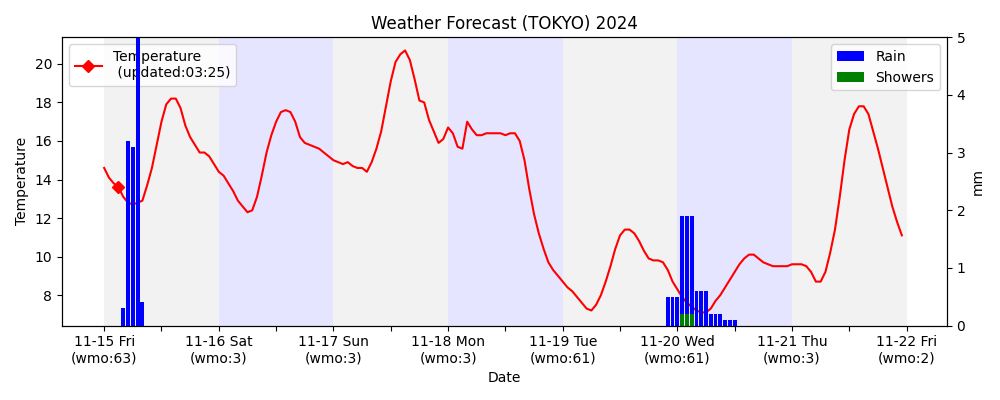 Weather Forecast (TOKYO) 2024
Temperature
(updated:03:25)
Rain
Showers
20
18
16
14
12
10
8
Temperature
5
4
3
2
1
0
mm
11-15 Fri
(wmo:63)
11-16 Sat
(wmo:3)
11-17 Sun
(wmo:3)
11-18 Mon
(wmo:3)
11-19 Tue
(wmo:61)
11-20 Wed
(wmo:61)
11-21 Thu
(wmo:3)
11-22 Fri
(wmo:2)
Date